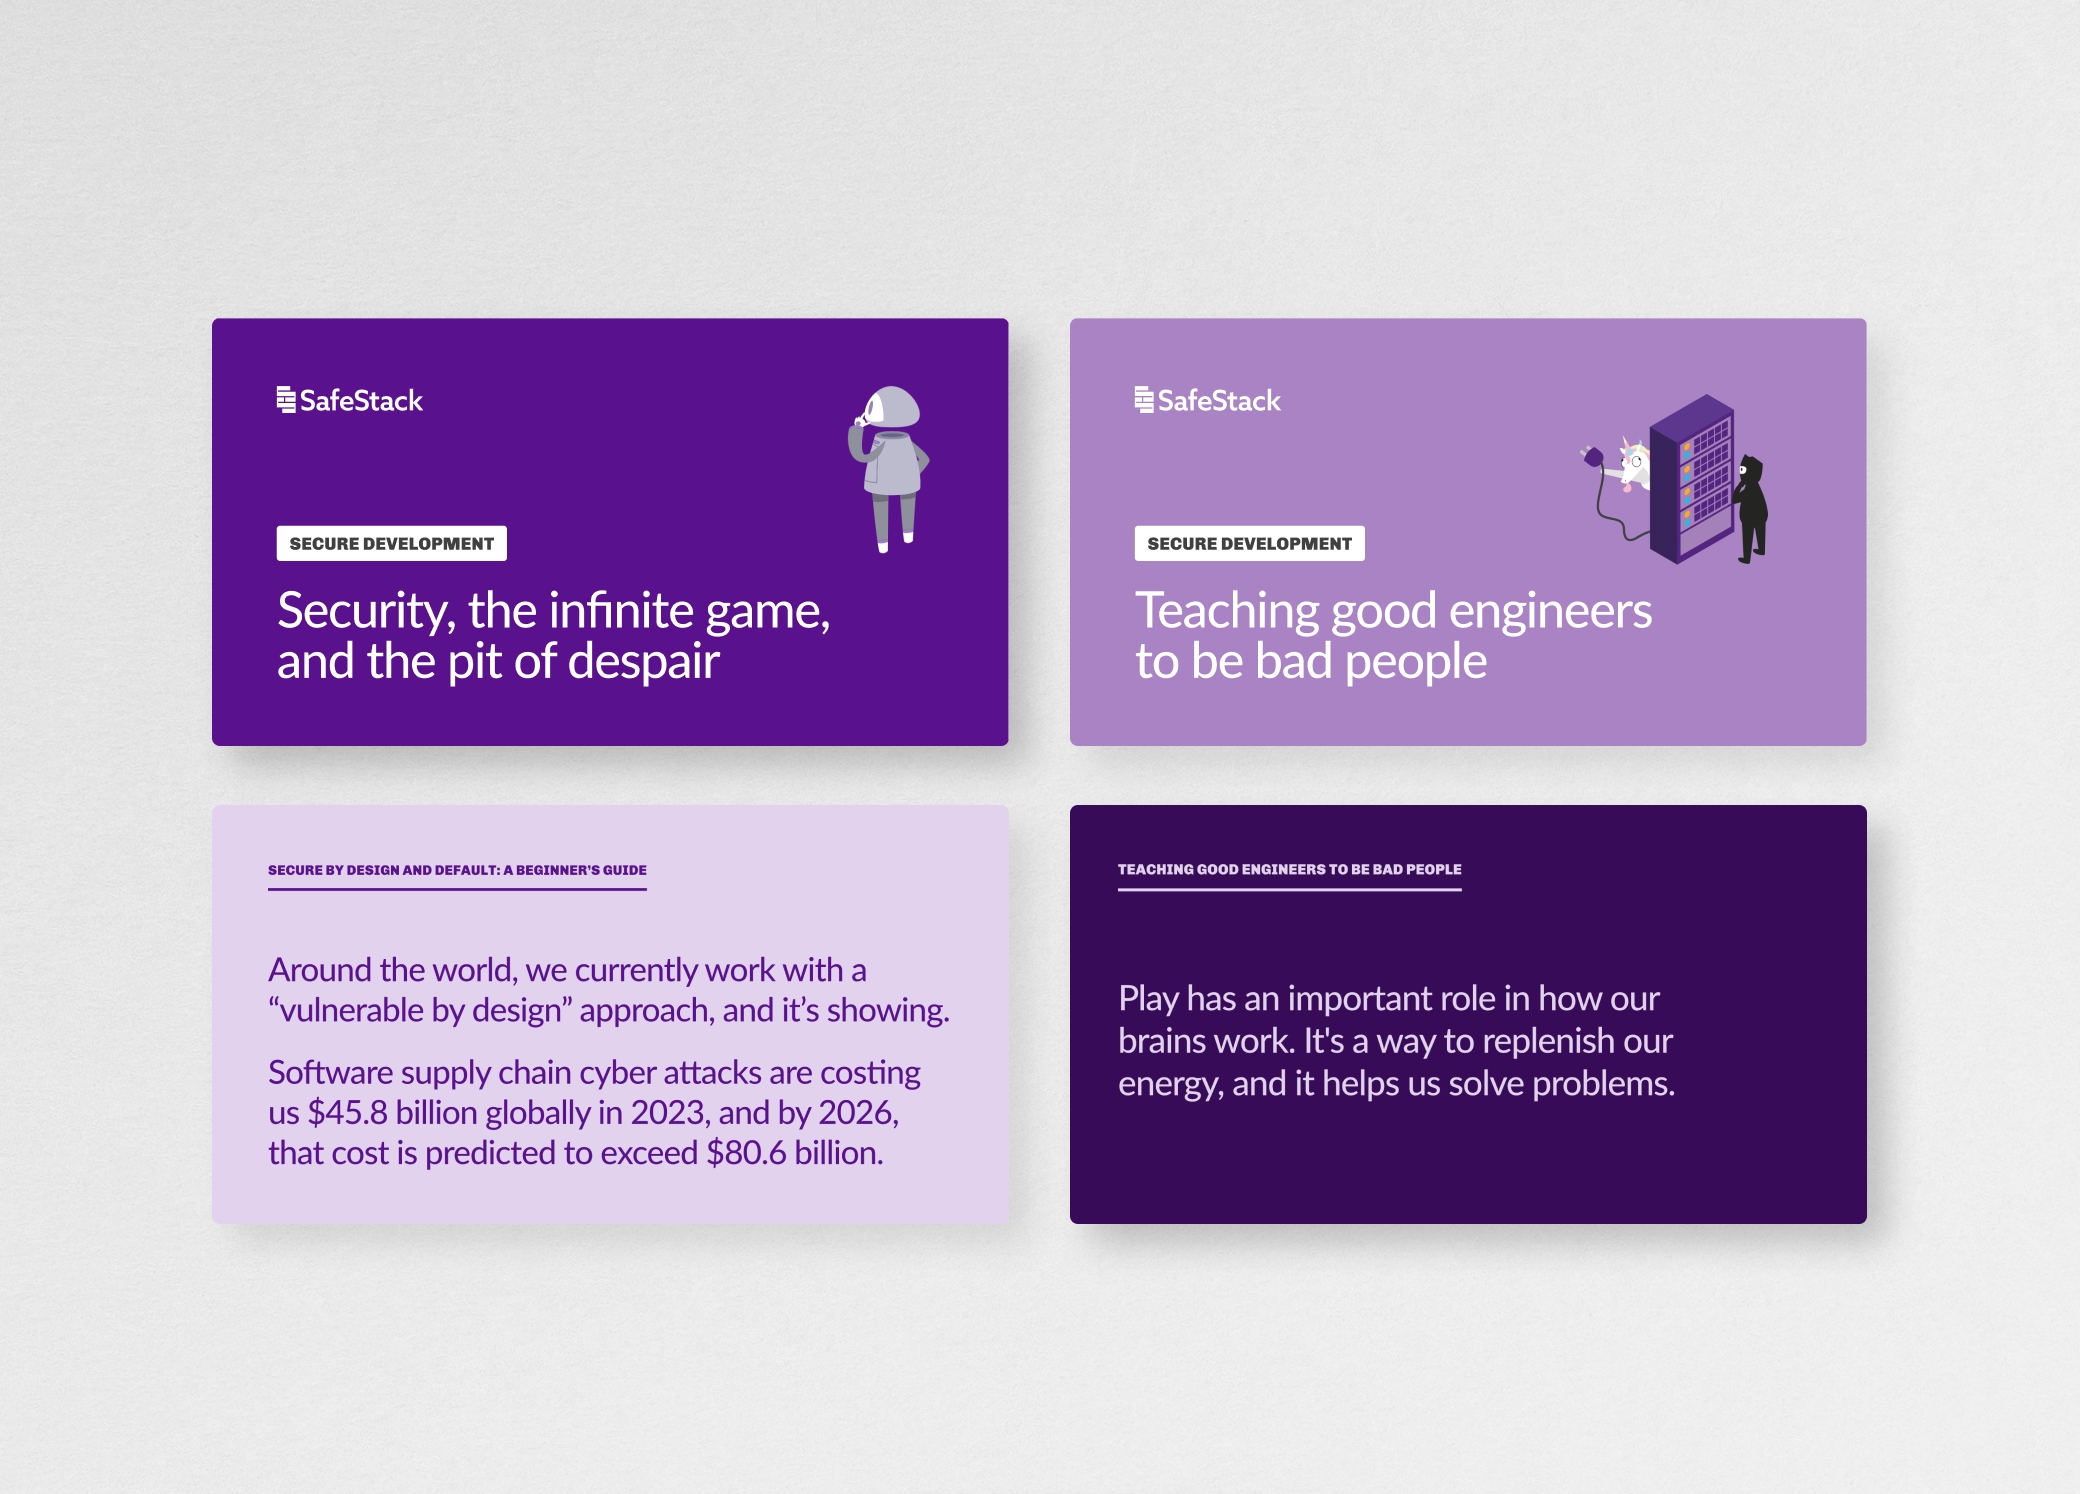 SafeStack
SECURE DEVELOPMENT
Security, the infinite game,
and the pit of despair
SafeStack
SECURE DEVELOPMENT
Teaching good engineers
to be bad people
SECURE BY DESIGN AND DEFAULT: A BEGINNER’S GUIDE
Around the world, we currently work with a
“vulnerable by design” approach, and it’s showing.
Software supply chain cyber attacks are costing
us $45.8 billion globally in 2023, and by 2026,
that cost is predicted to exceed $80.6 billion.
TEACHING GOOD ENGINEERS TO BE BAD PEOPLE
Play has an important role in how our
brains work. It's a way to replenish our
energy, and it helps us solve problems.